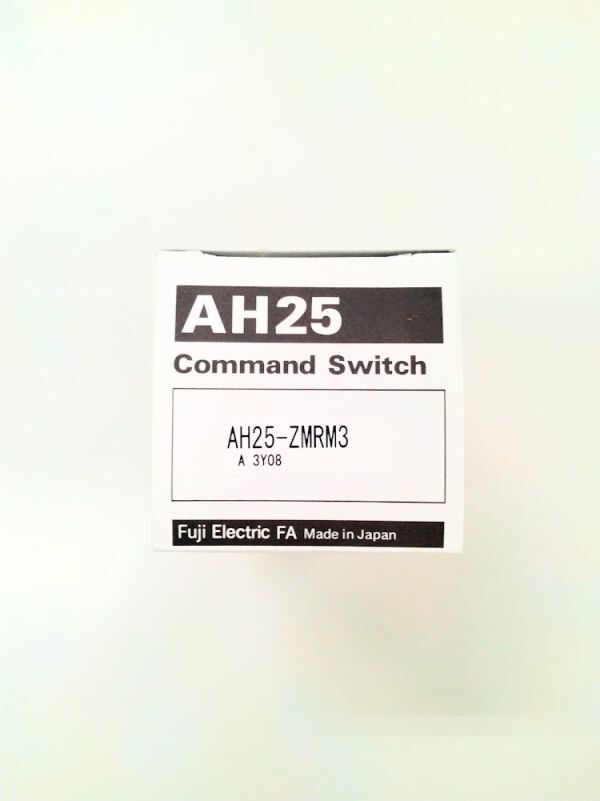 AH25
Command Switch
AH25-ZMRM3
A 3Y08
Fuji Electric FA Made in Japan